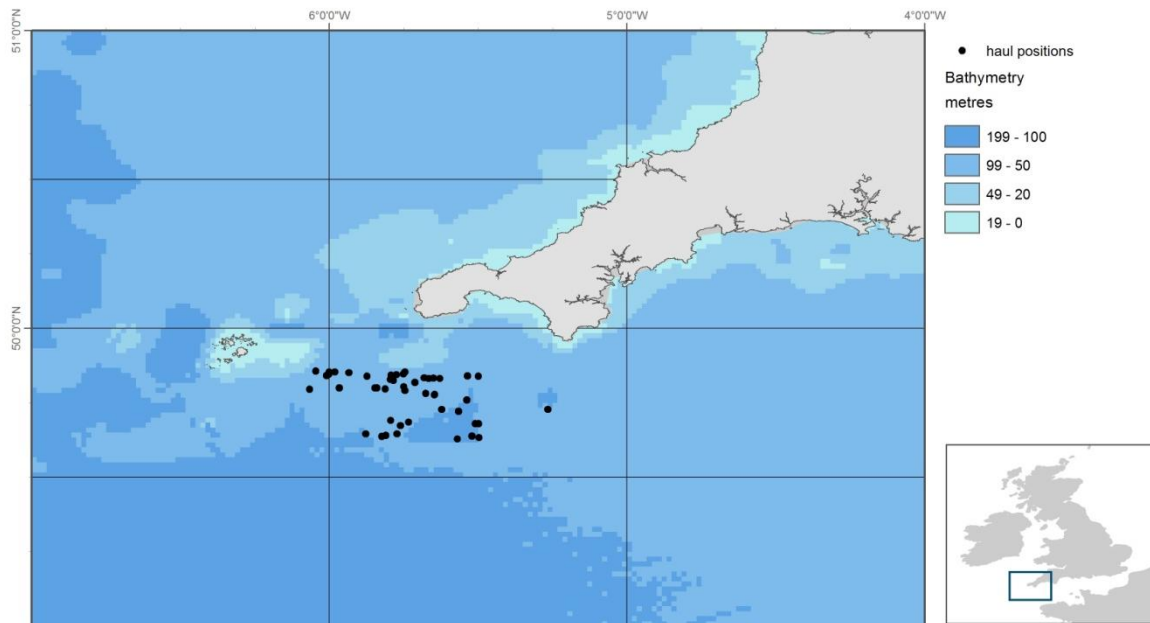 6°0'0"W 5°0'0"W 4°0'0"W
51°0'0"N
50°0'0"N
haul positions
Bathymetry
metres
199 - 100
99 - 50
49 - 20
19 - 0